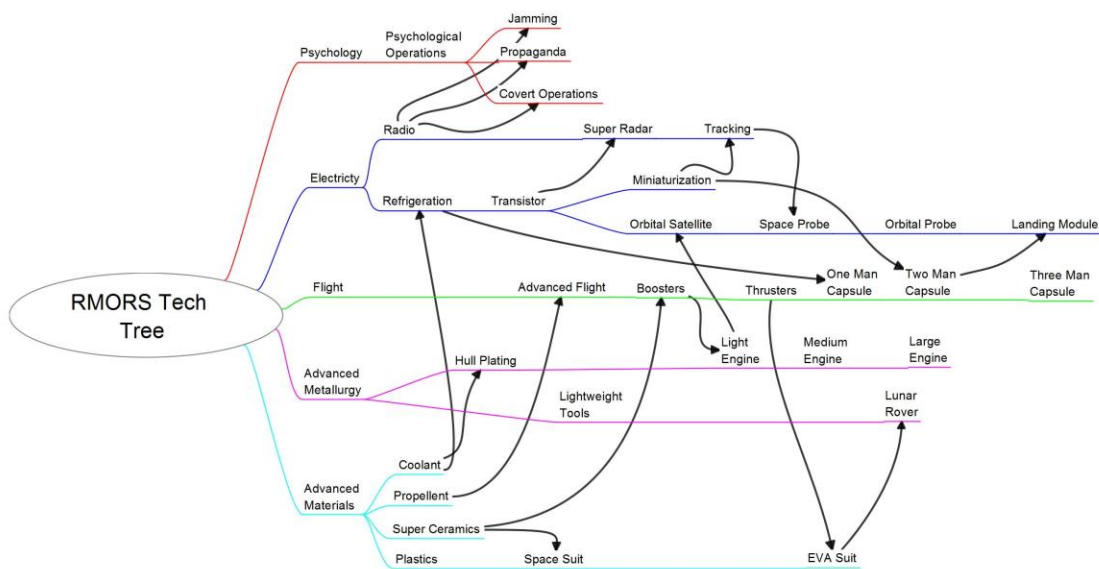 Jamming
Psychological
Operations
Psychology
Propaganda
Covert Operations
Radio
Super Radar
Tracking
Electricty
Miniaturization
Refrigeration
Transistor
Orbital Satellite
Space Probe
Orbital Probe
Landing Module
One Man
Capsule
Two Man
Capsule
Three Man
Capsule
Flight
Advanced Flight
Boosters
Thrusters
RMORS Tech
Tree
Light
Engine
Medium
Engine
Large
Engine
Hull Plating
Advanced
Metallurgy
Lightweight
Tools
Lunar
Rover
Coolant
Advanced
Materials
Propellent
Super Ceramics
Plastics
Space Suit
EVA Suit